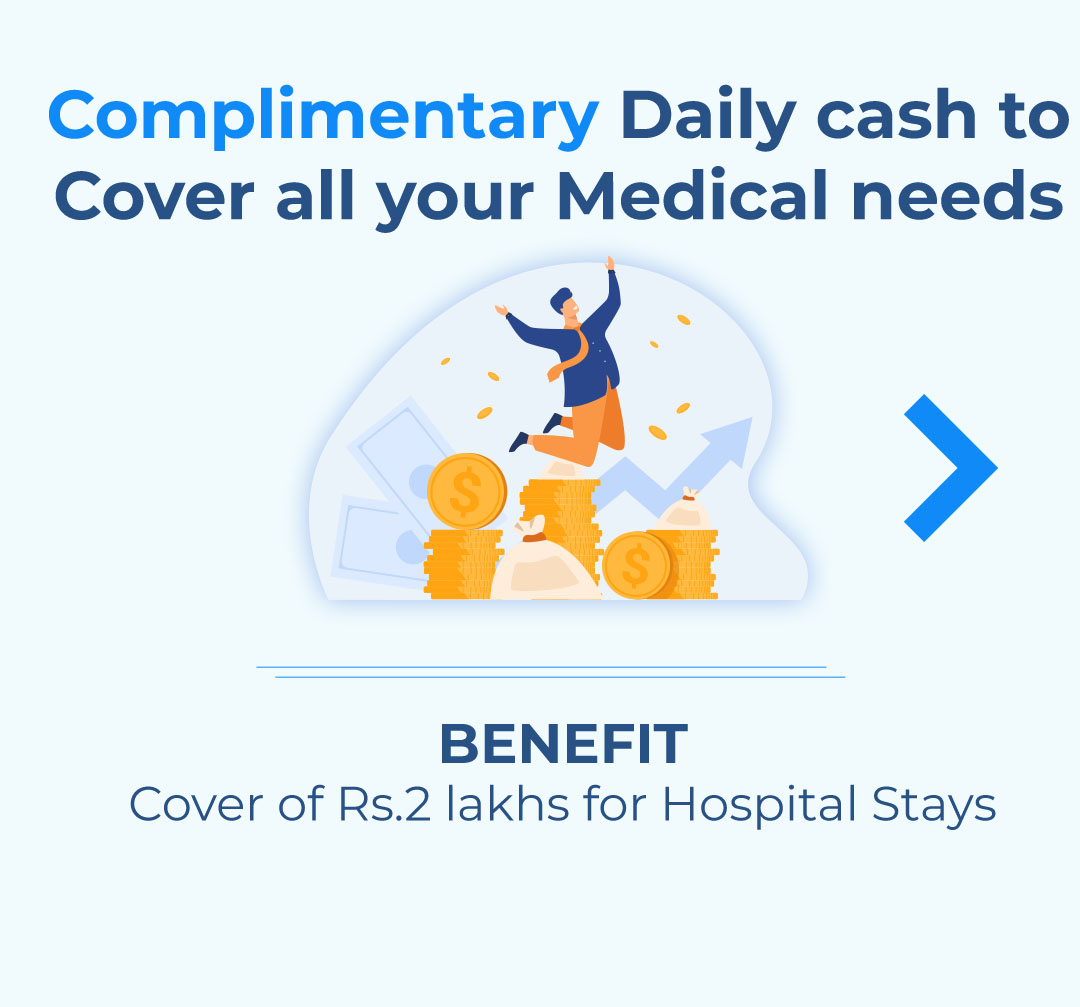 Complimentary Daily cash to
Cover all your Medical needs
$
$
BENEFIT
Cover of Rs.2 lakhs for Hospital Stays